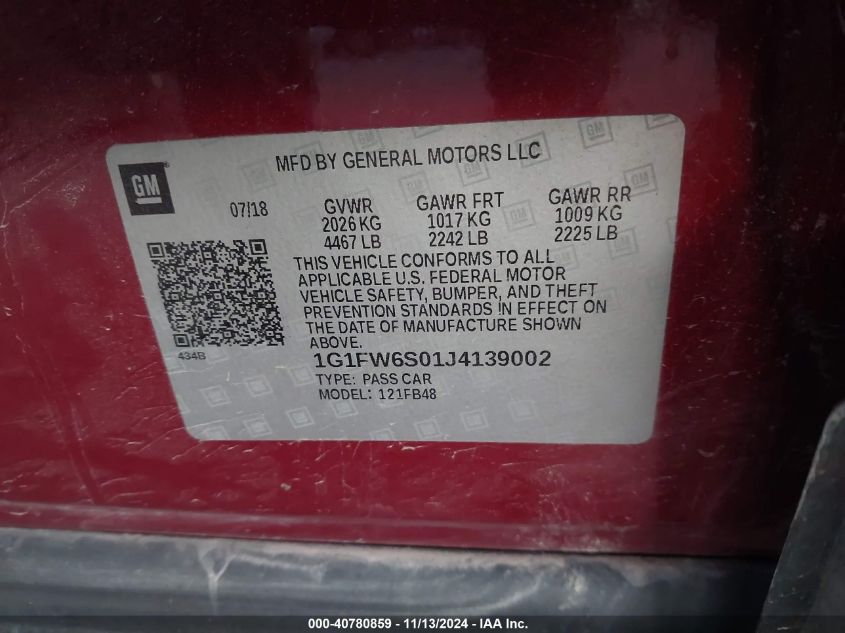 GM
MFD BY GENERAL MOTORS LLC
07/18
GVWR GAWR FRT GAWR RR
2026 KG 1017 KG 1009 KG
4467 LB 2242 LB 2225 LB
THIS VEHICLE CONFORMS TO ALL
APPLICABLE U.S. FEDERAL MOTOR
VEHICLE SAFETY, BUMPER, AND THEFT
PREVENTION STANDARDS IN EFFECT ON
THE DATE OF MANUFACTURE SHOWN
ABOVE.
434B
1G1FW6S01J4139002
TYPE: PASS CAR
MODEL: 121FB48
000-40780859 - 11/13/2024 - IAAI.com